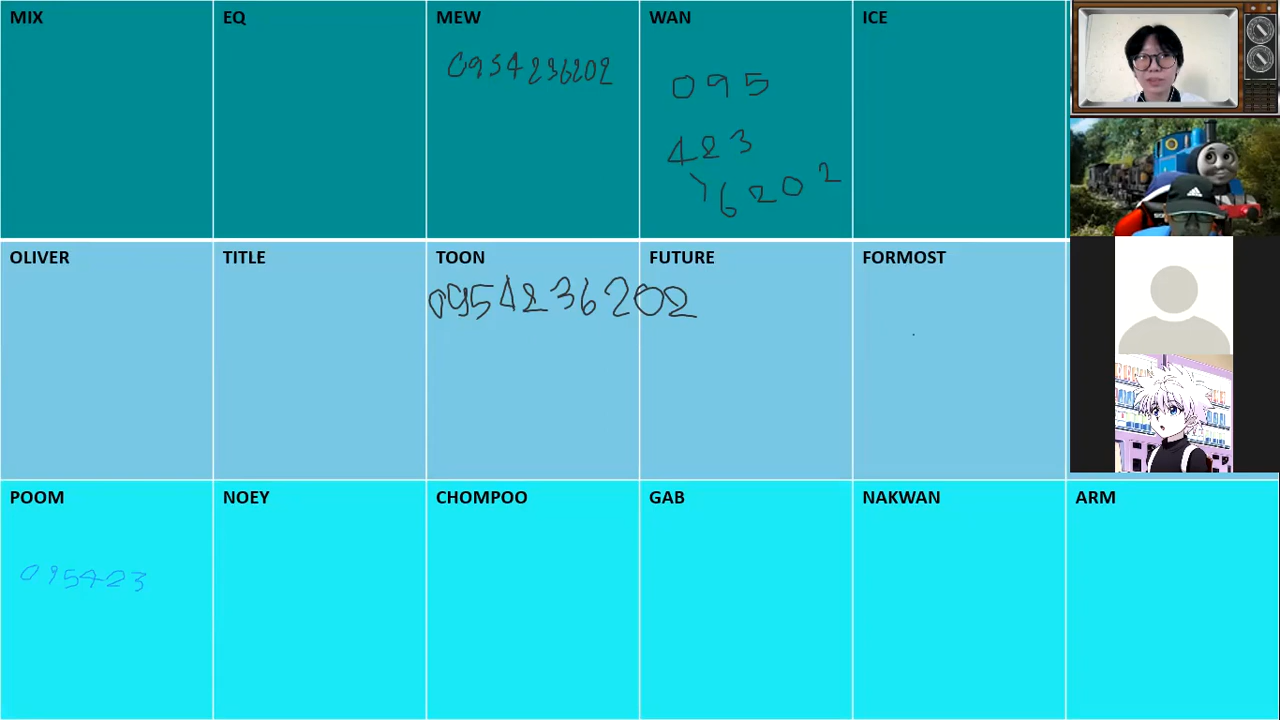 MIX
EQ
MEW
WAN
ICE
0954236202
095
423
6202
OLIVER
TITLE
TOON
FUTURE
FORMOST
0954236202
POOM
NOEY
CHOMPOO
GAB
NAKWAN
ARM
095423